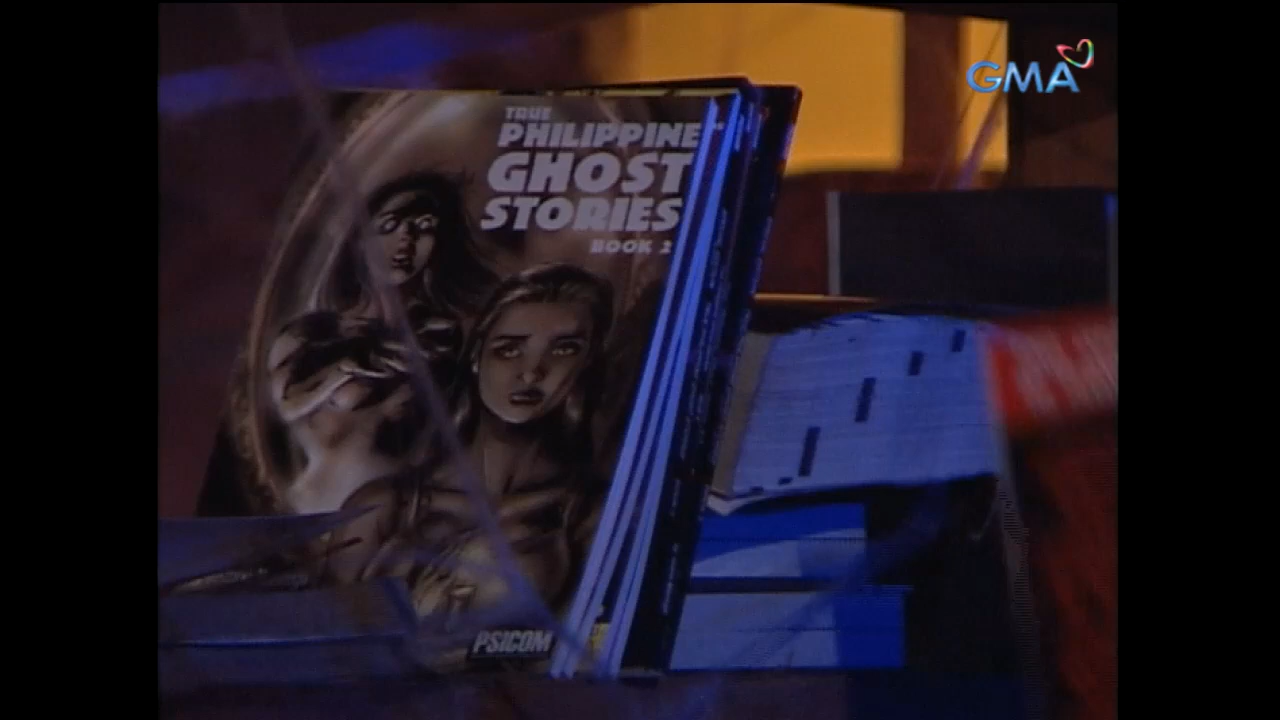 GMA
TRUE
PHILIPPINE
GHOST
STORIES
BOOK 2
PSICOM